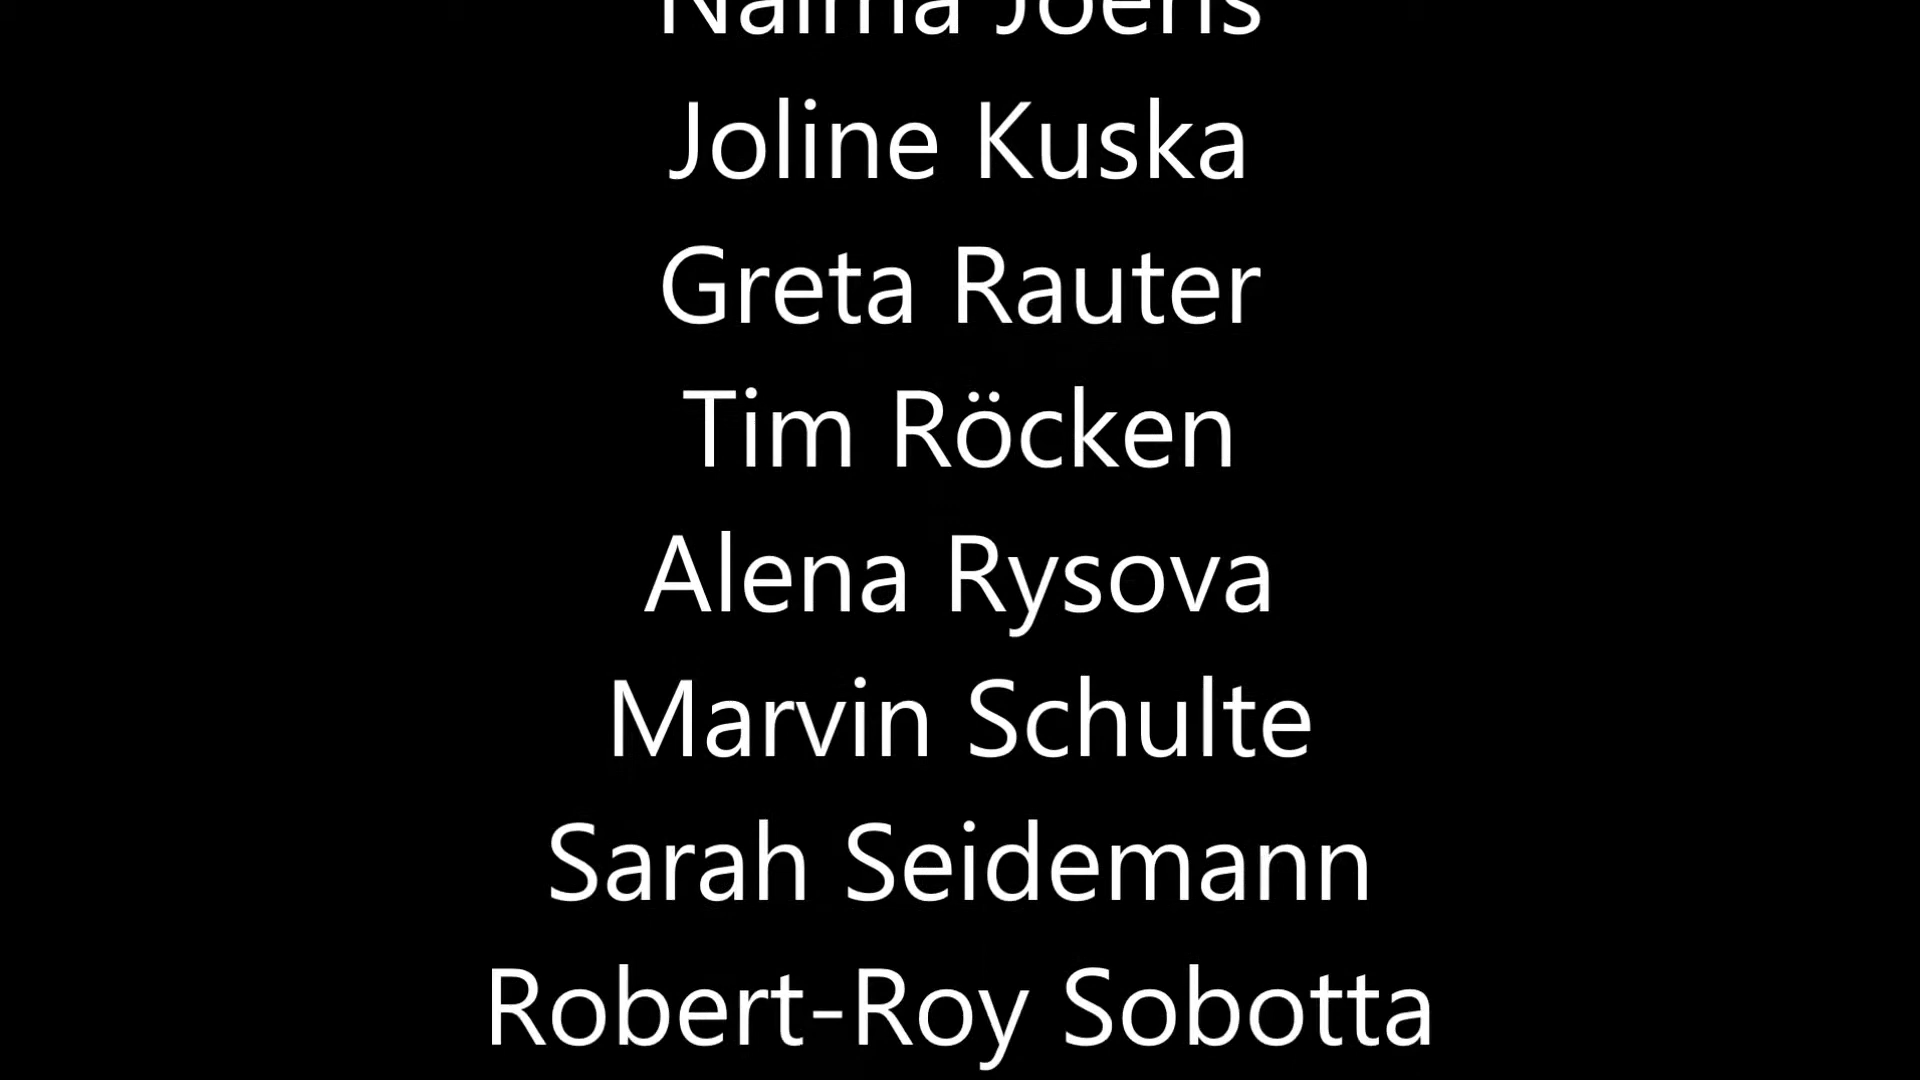 Joline Kuska
Greta Rauter
Tim Röcken
Alena Rysova
Marvin Schulte
Sarah Seidemann
Robert-Roy Sobotta